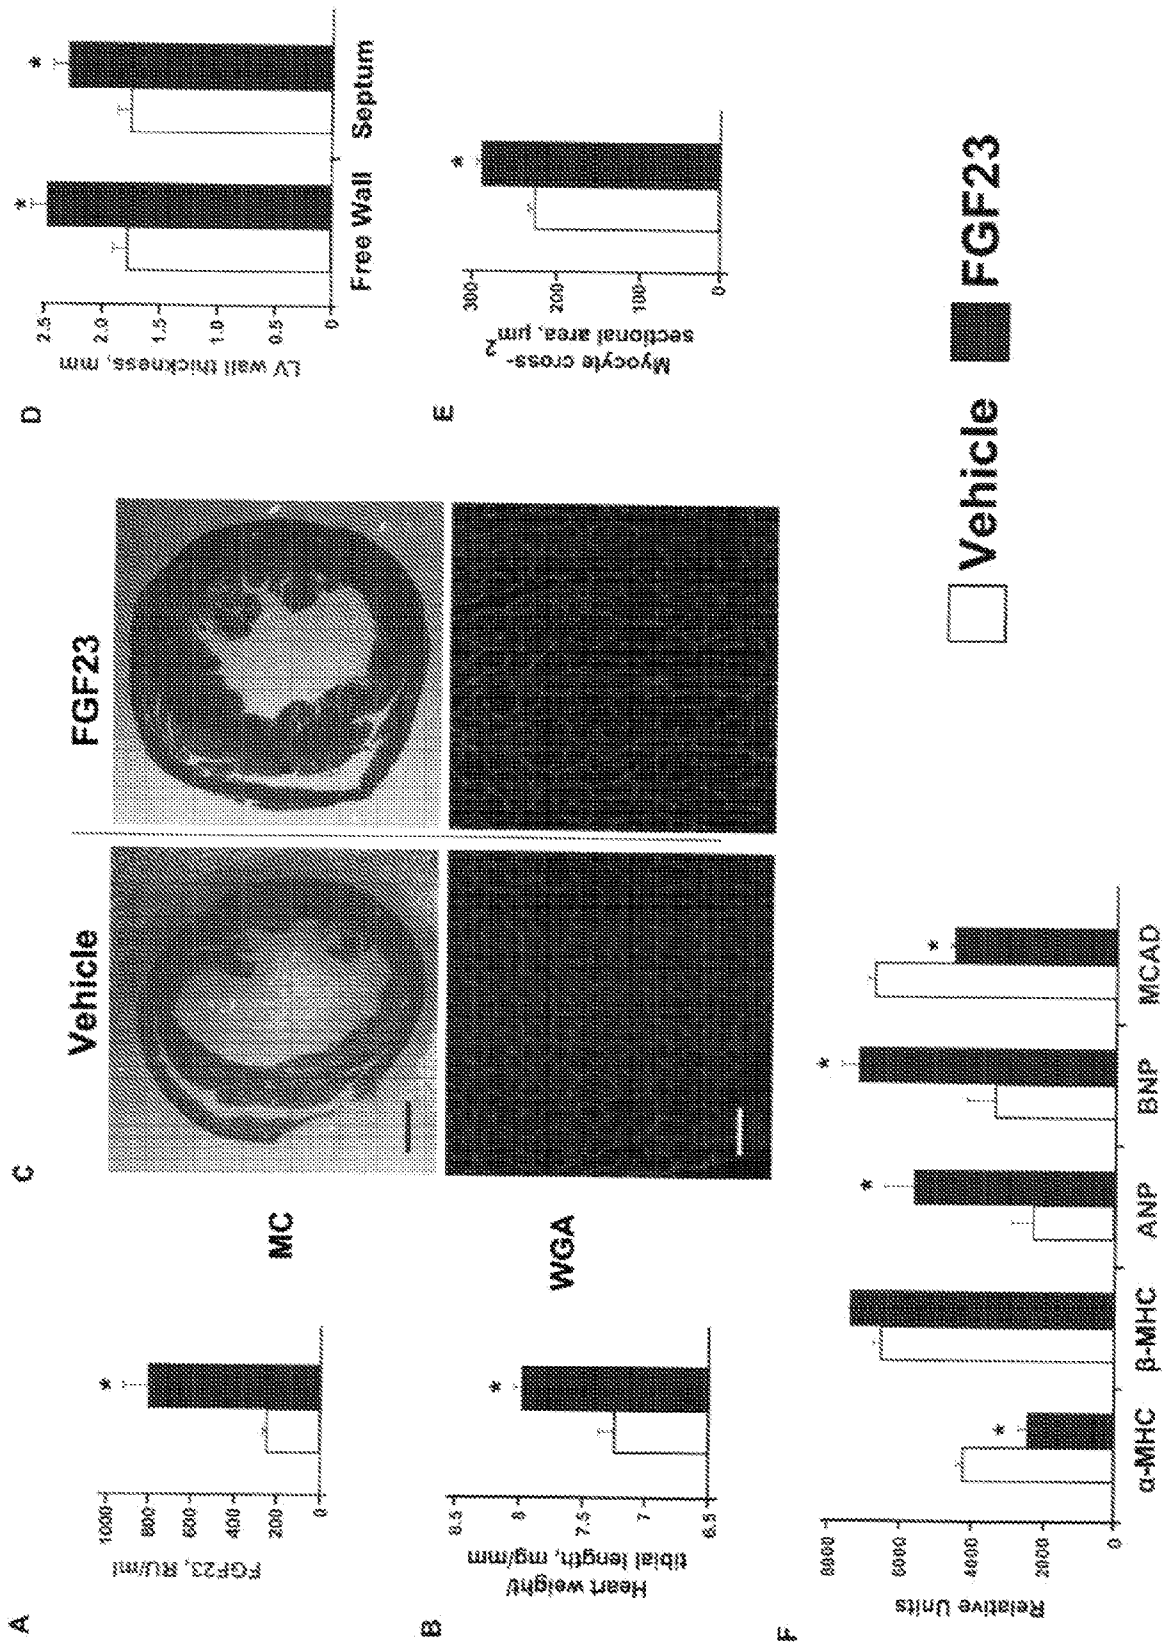 A
FGF23, RU/ml
1000
800
600
400
200
0
*
B
Heart weight/
tibial length, mg/mm
8.5
8
7.5
7
6.5
*
C
Vehicle
FGF23
MC
WGA
D
LV wall thickness, mm
2.5
2.0
1.5
1.0
0.5
0
*
*
Free Wall
Septum
E
Myocyte cross-
sectional area, µm²
300
200
100
0
*
F
Relative Units
8000
6000
4000
2000
0
*
*
*
*
α-MHC
β-MHC
ANP
BNP
MCAD
Vehicle
FGF23